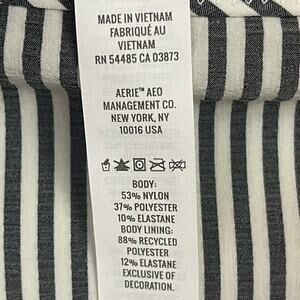 MADE IN VIETNAM
FABRIQUÉ AU
VIETNAM
RN 54485 CA 03873
AERIE™ AEO
MANAGEMENT CO.
NEW YORK, NY
10016 USA
BODY:
53% NYLON
37% POLYESTER
10% ELASTANE
BODY LINING:
88% RECYCLED
POLYESTER
12% ELASTANE
EXCLUSIVE OF
DECORATION.